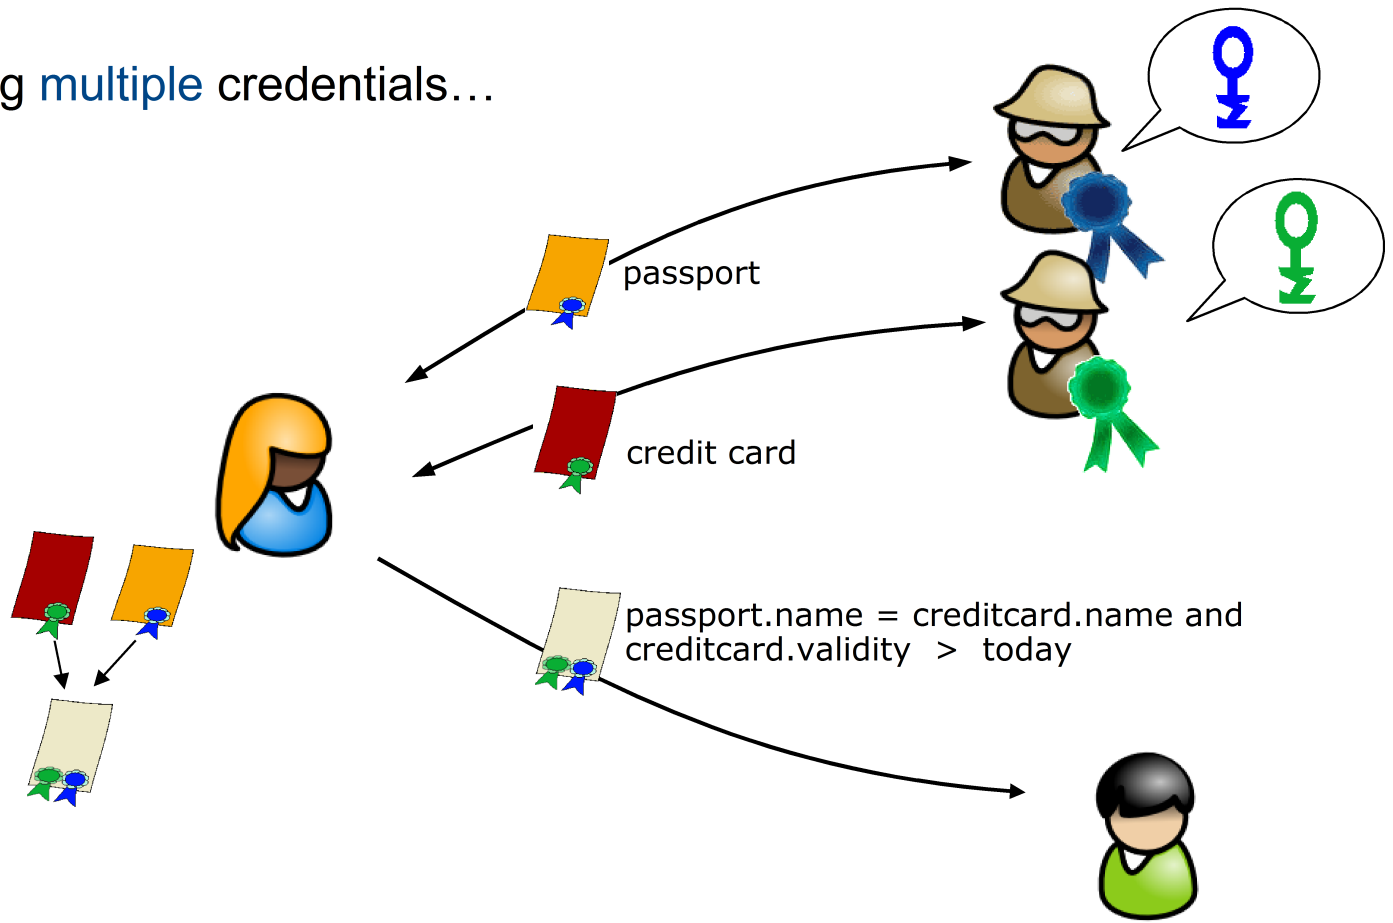 g multiple credentials…
passport
credit card
passport.name = creditcard.name and
creditcard.validity > today